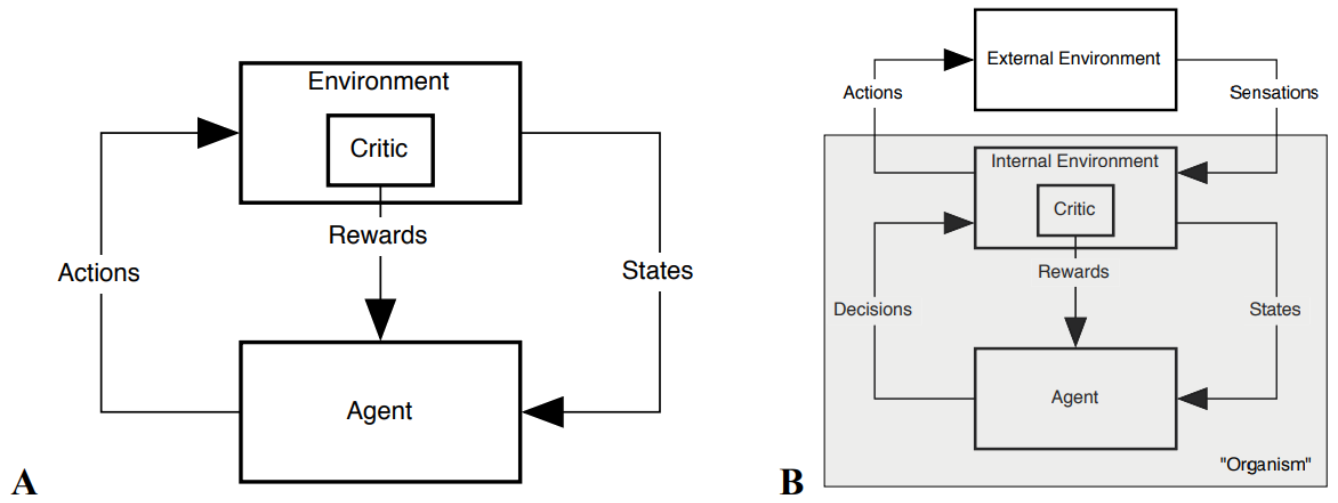 Environment
Critic
Rewards
Actions
States
Agent
A
External Environment
Actions
Sensations
Internal Environment
Critic
Rewards
Decisions
States
Agent
"Organism"
B